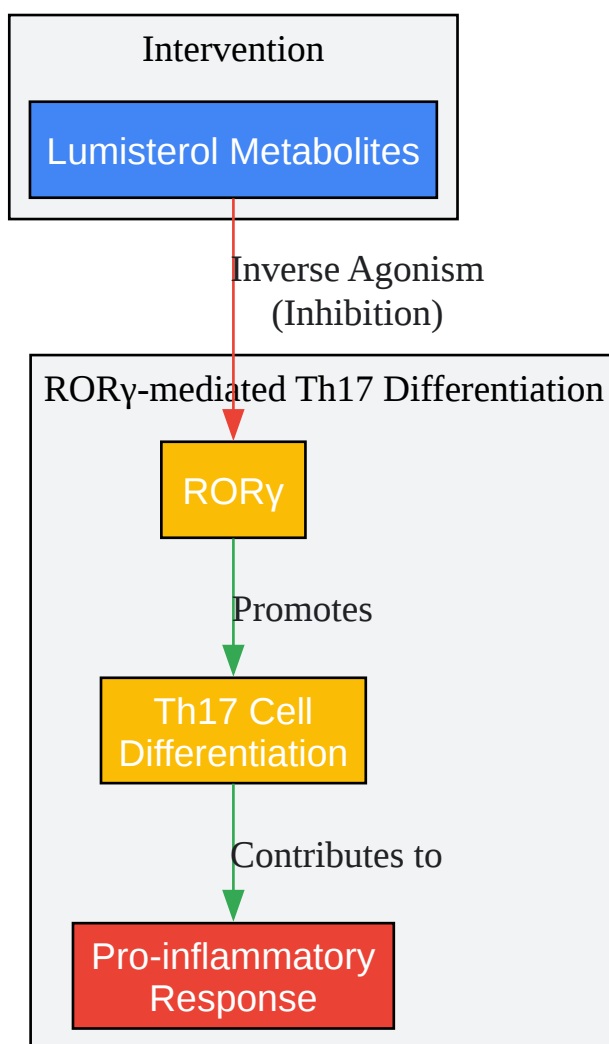 Intervention
Lumisterol Metabolites
Inverse Agonism
(Inhibition)
RORγ-mediated Th17 Differentiation
RORγ
Promotes
Th17 Cell
Differentiation
Contributes to
Pro-inflammatory
Response